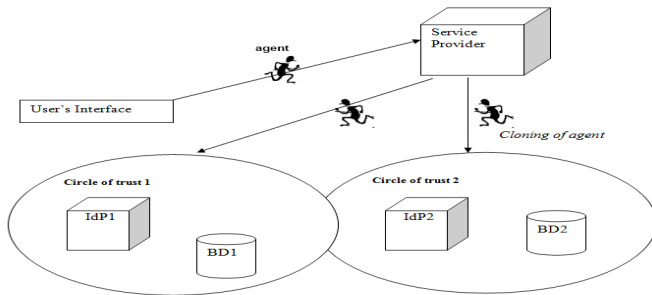 agent
Service
Provider
User's Interface
Cloning of agent
Circle of trust 1
Circle of trust 2
IdP1
IdP2
BD1
BD2